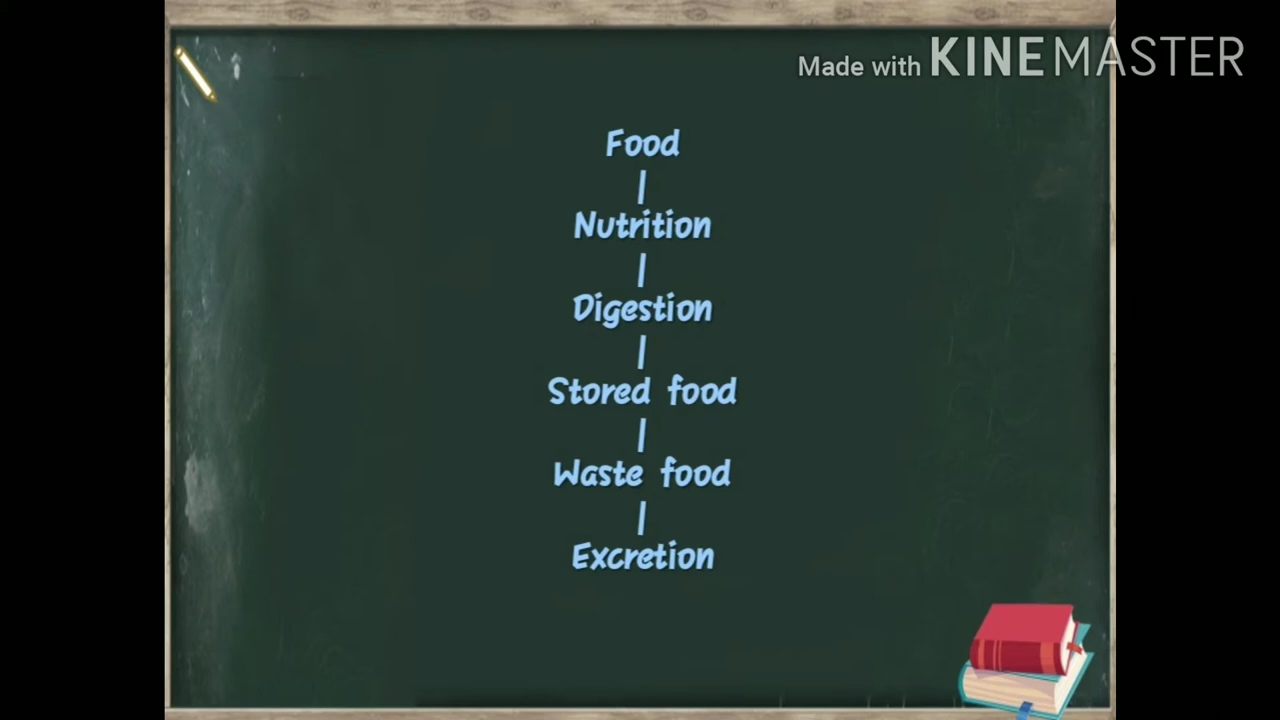 Made with KINEMASTER
Food
|
Nutrition
|
Digestion
|
Stored food
|
Waste food
|
Excretion